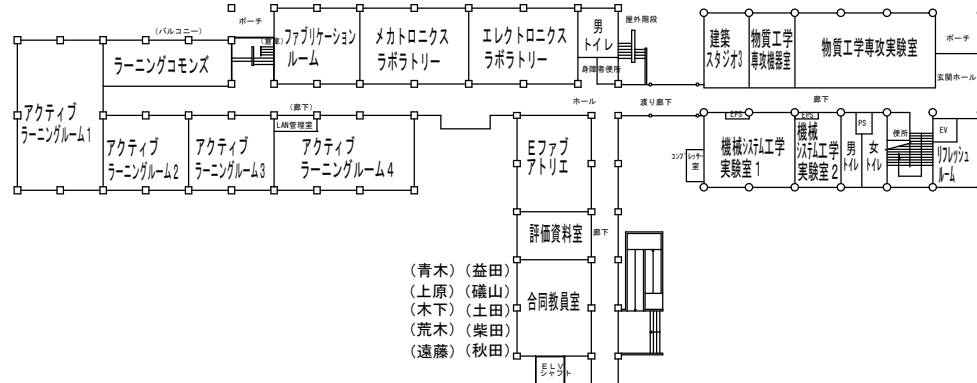 ポーチ
(バルコニー)
ラーニングコモンズ
(倉庫)
ファブリケーション
ルーム
メカトロニクス
ラボラトリー
エレクトロニクス
ラボラトリー
男
トイレ
身障者便所
屋外階段
建築
スタジオ3
物質工学
専攻機器室
物質工学専攻実験室
ポーチ
玄関ホール
アクティブ
ラーニングルーム1
(廊下)
ホール
渡り廊下
廊下
LAN管理室
アクティブ
ラーニングルーム2
アクティブ
ラーニングルーム3
アクティブ
ラーニングルーム4
Eファブ
アトリエ
コンプレッサー
室
EPS
機械システム工学
実験室1
EPS
機械
システム工学
実験室2
男
トイレ
PS
女
トイレ
便所
EV
リフレッシュ
ルーム
評価資料室
廊下
合同教員室
(青木)(益田)
(上原)(礒山)
(木下)(土田)
(荒木)(柴田)
(遠藤)(秋田)
ELV
シャフト